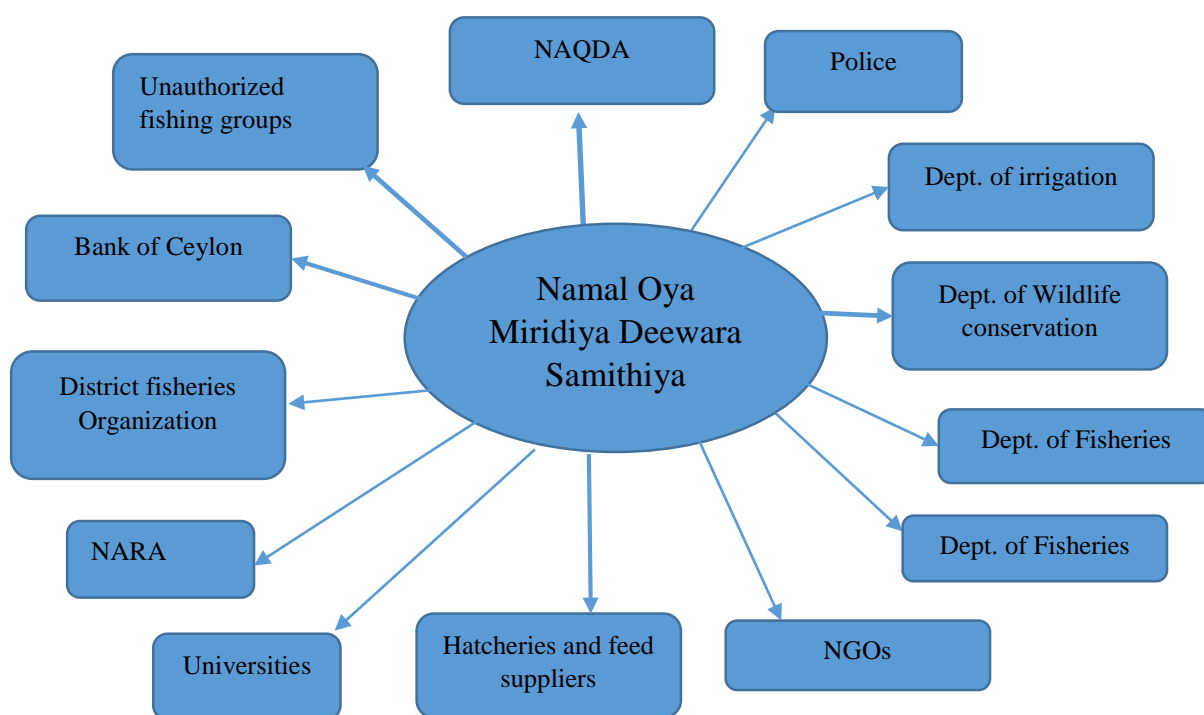 NAQDA
Police
Unauthorized
fishing groups
Dept. of irrigation
Bank of Ceylon
Dept. of Wildlife
conservation
Namal Oya
Miridiya Deewara
Samithiya
District fisheries
Organization
Dept. of Fisheries
NARA
Dept. of Fisheries
Universities
Hatcheries and feed
suppliers
NGOs